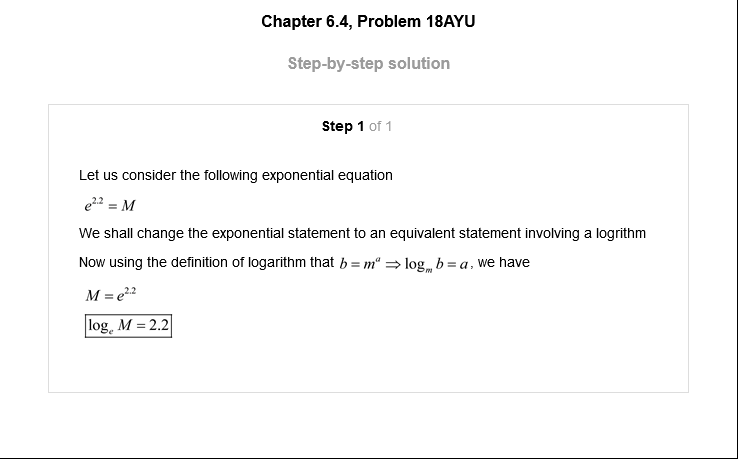 Chapter 6.4, Problem 18AYU
Step-by-step solution
Step 1 of 1
Let us consider the following exponential equation
e^{2.2} = M
We shall change the exponential statement to an equivalent statement involving a logrithm
Now using the definition of logarithm that b = m^a ⇒ log_m b = a, we have
M = e^{2.2}
log_e M = 2.2